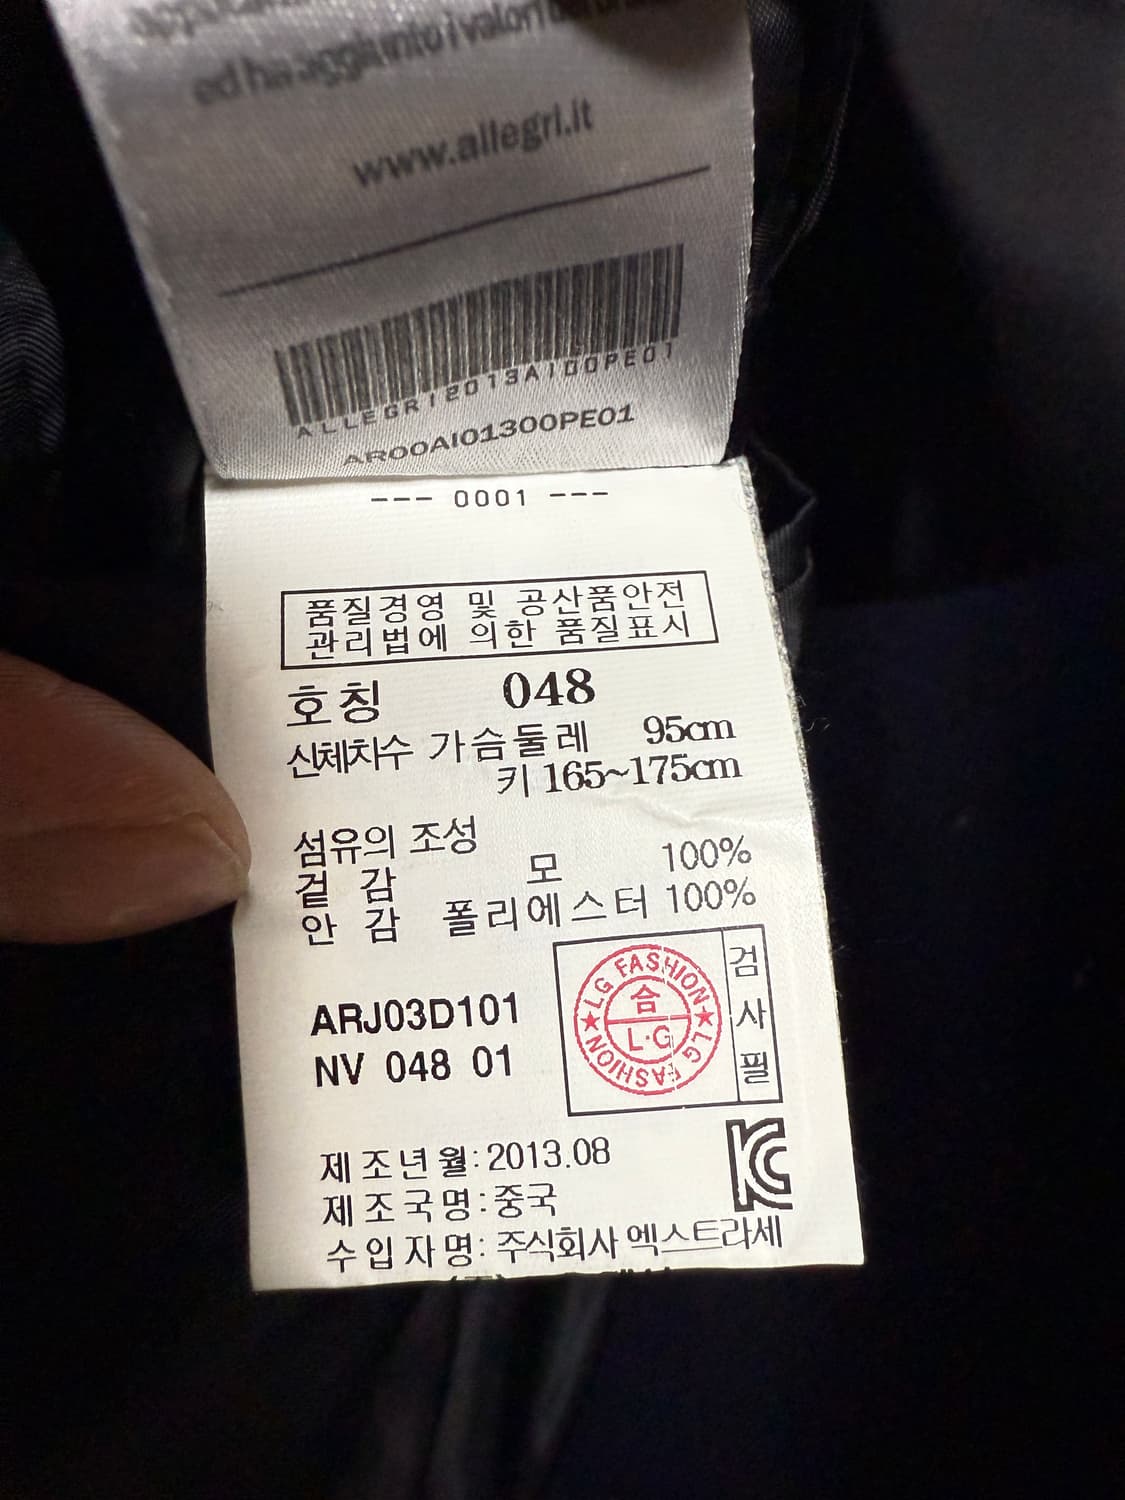 ed ha aggiunto i valori
www.allegri.it
ALLEGRI2013AI00PE01
AR00AI01300PE01
--- 0001 ---
품질경영 및 공산품안전
관리법에 의한 품질표시
호칭 048
신체치수 가슴둘레 95cm
키 165~175cm
섬유의 조성
겉 감 모 100%
안 감 폴리에스터 100%
ARJ03D101
NV 048 01
★LG FASHION★LG FASHION
合
L·G
검사필
제조년월:2013.08
제조국명:중국
수입자명:주식회사 엑스트라세